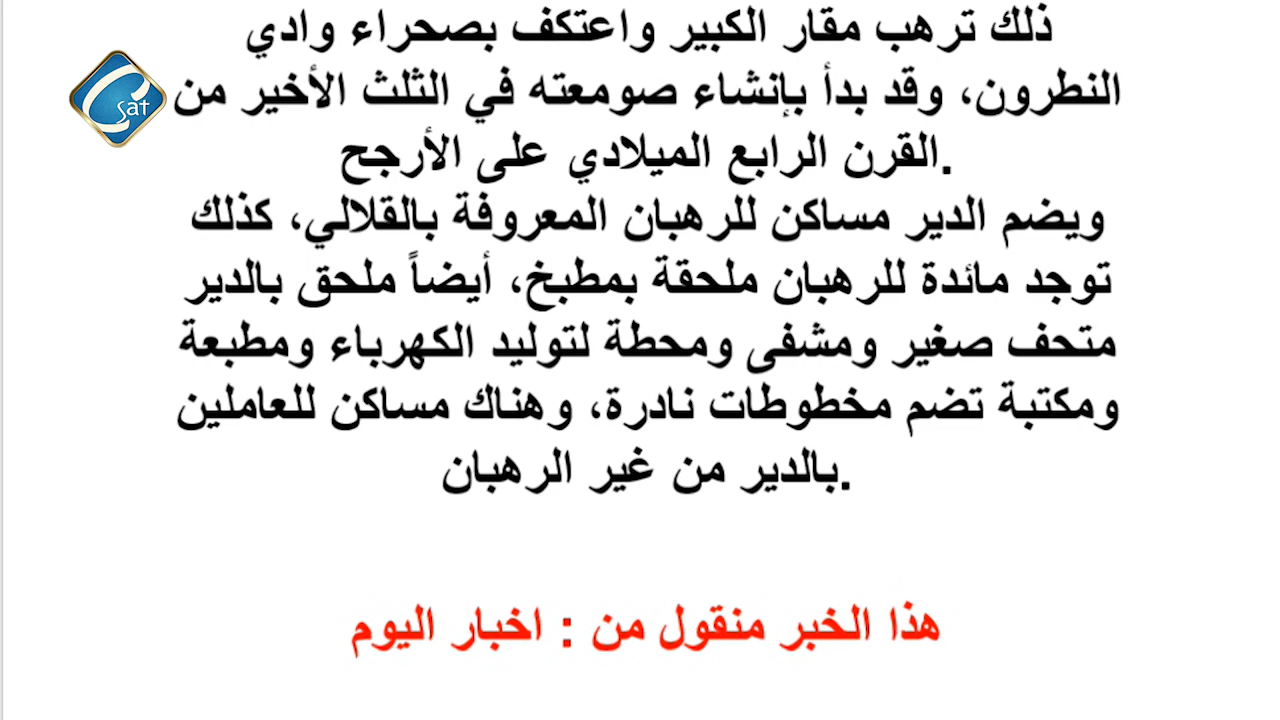 ذلك ترهب مقار الكبير واعتكف بصحراء وادي
النطرون، وقد بدأ بإنشاء صومعته في الثلث الأخير من
القرن الرابع الميلادي على الأرجح.
ويضم الدير مساكن للرهبان المعروفة بالقلالي، كذلك
توجد مائدة للرهبان ملحقة بمطبخ، أيضاً ملحق بالدير
متحف صغير ومشفى ومحطة لتوليد الكهرباء ومطبعة
ومكتبة تضم مخطوطات نادرة، وهناك مساكن للعاملين
بالدير من غير الرهبان.
هذا الخبر منقول من : اخبار اليوم
C sat